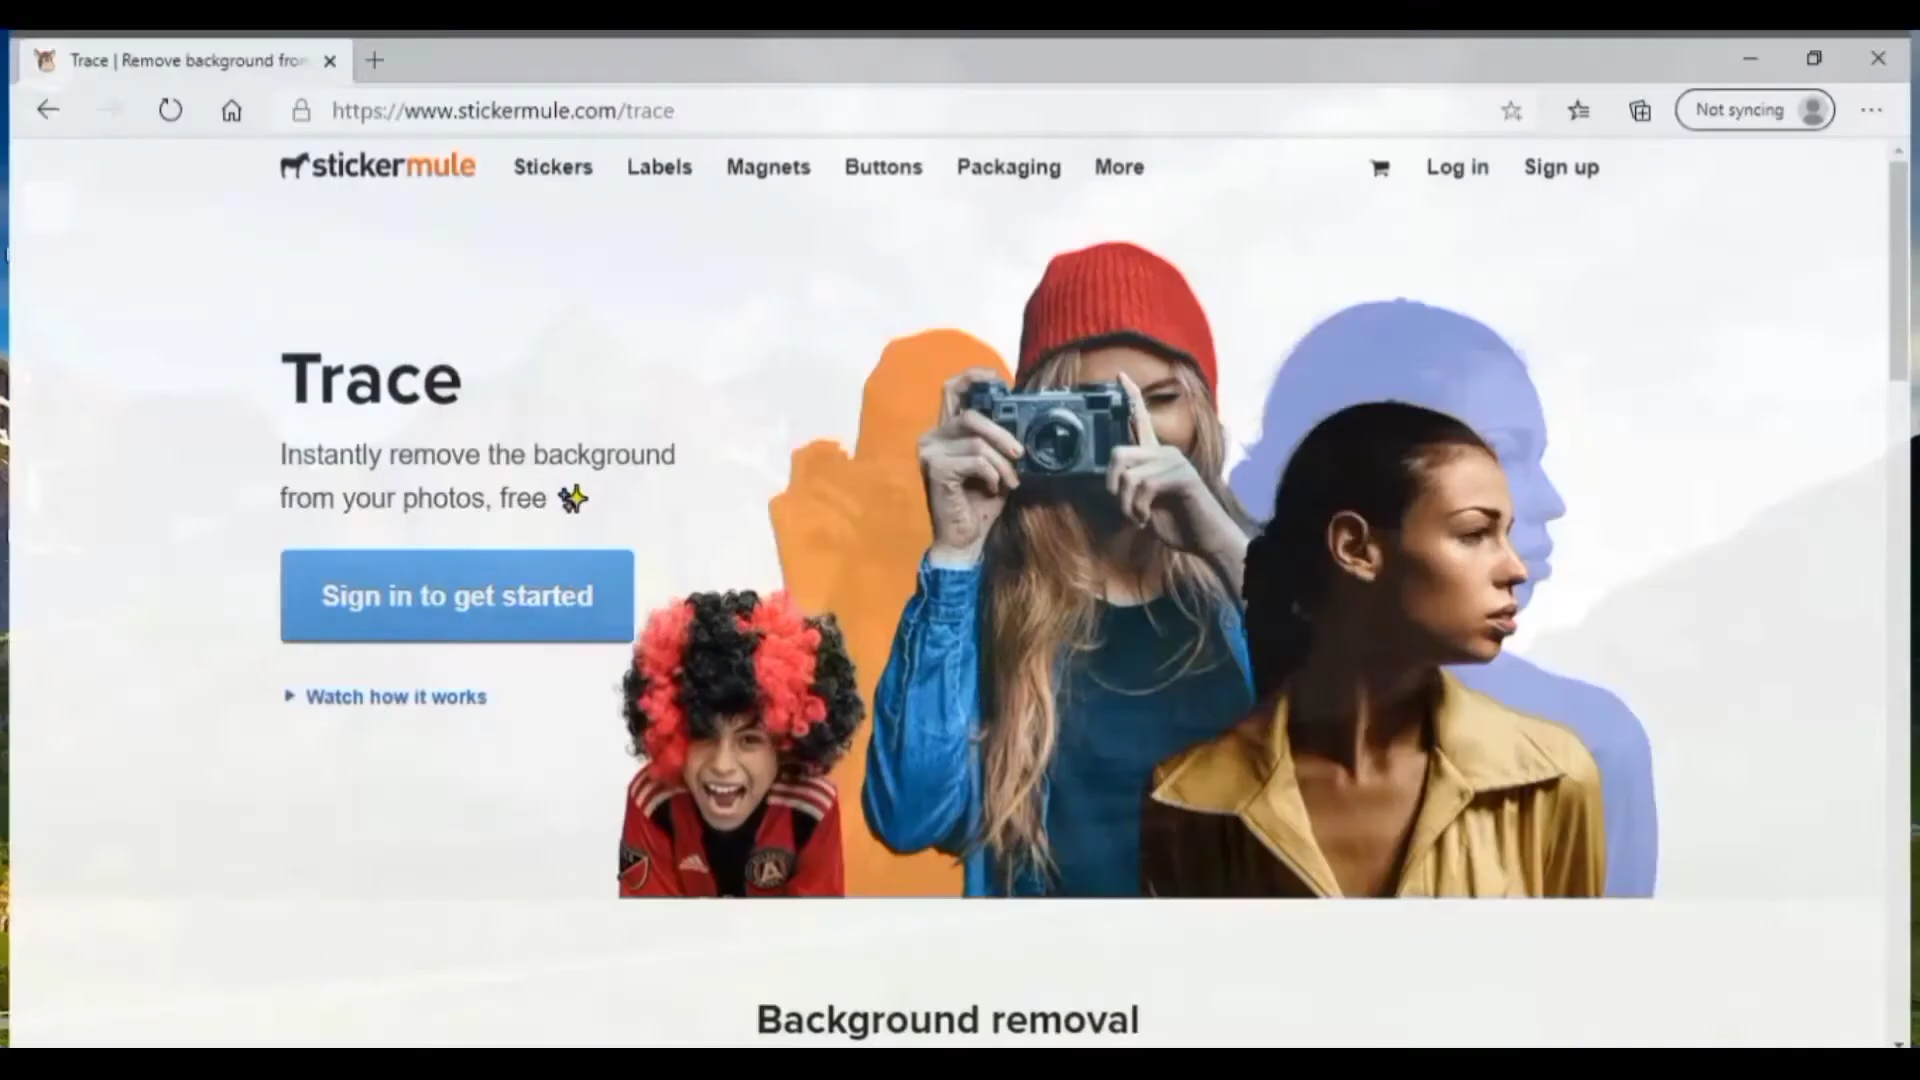 Trace | Remove background from
https://www.stickermule.com/trace
Not syncing
stickermule
Stickers
Labels
Magnets
Buttons
Packaging
More
Log in
Sign up
Trace
Instantly remove the background
from your photos, free
Sign in to get started
Watch how it works
A
Background removal